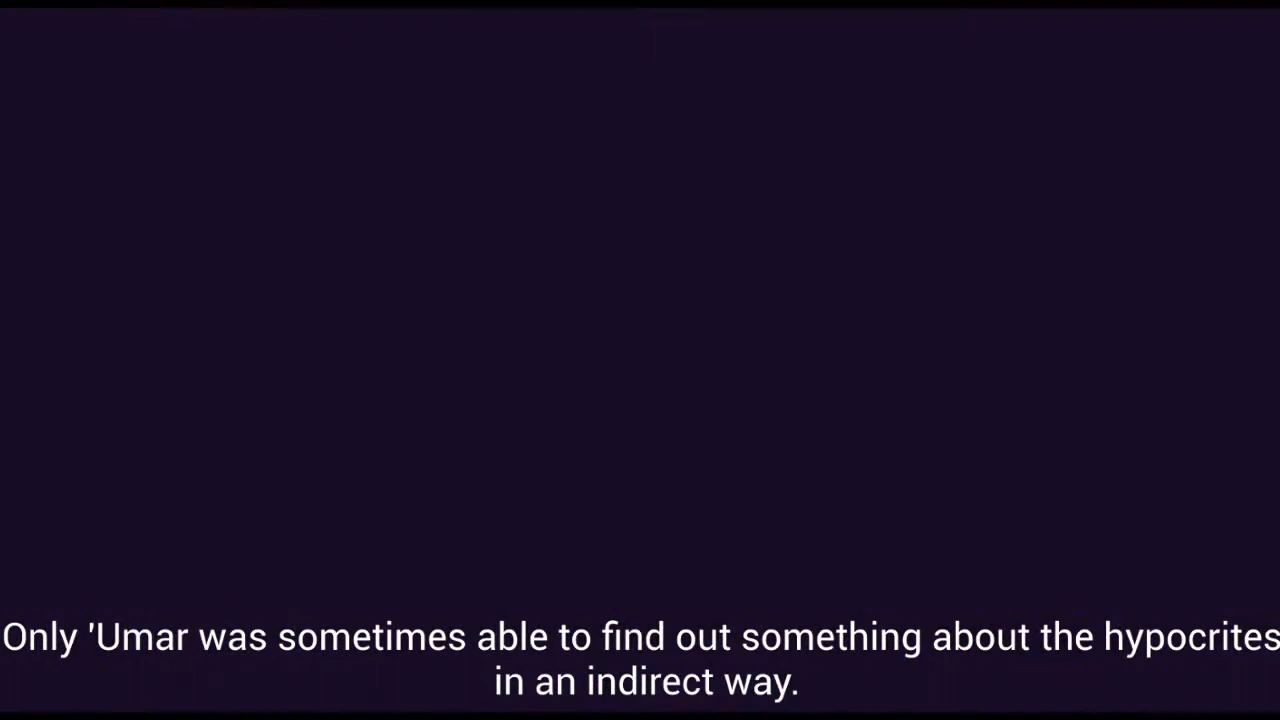 Only 'Umar was sometimes able to find out something about the hypocrites
in an indirect way.